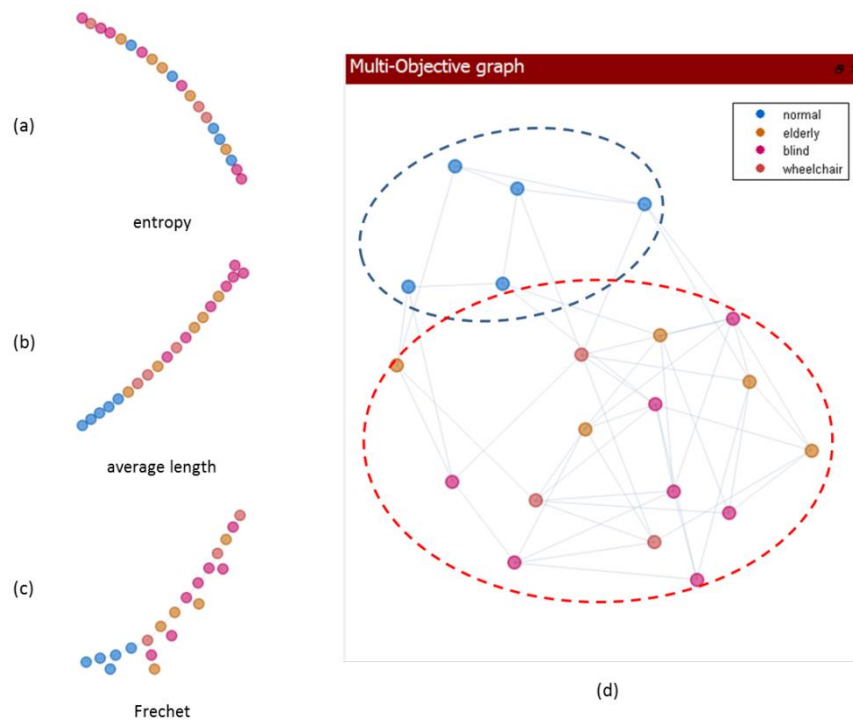 (a)
entropy
(b)
average length
(c)
Frechet
Multi-Objective graph
normal
elderly
blind
wheelchair
(d)